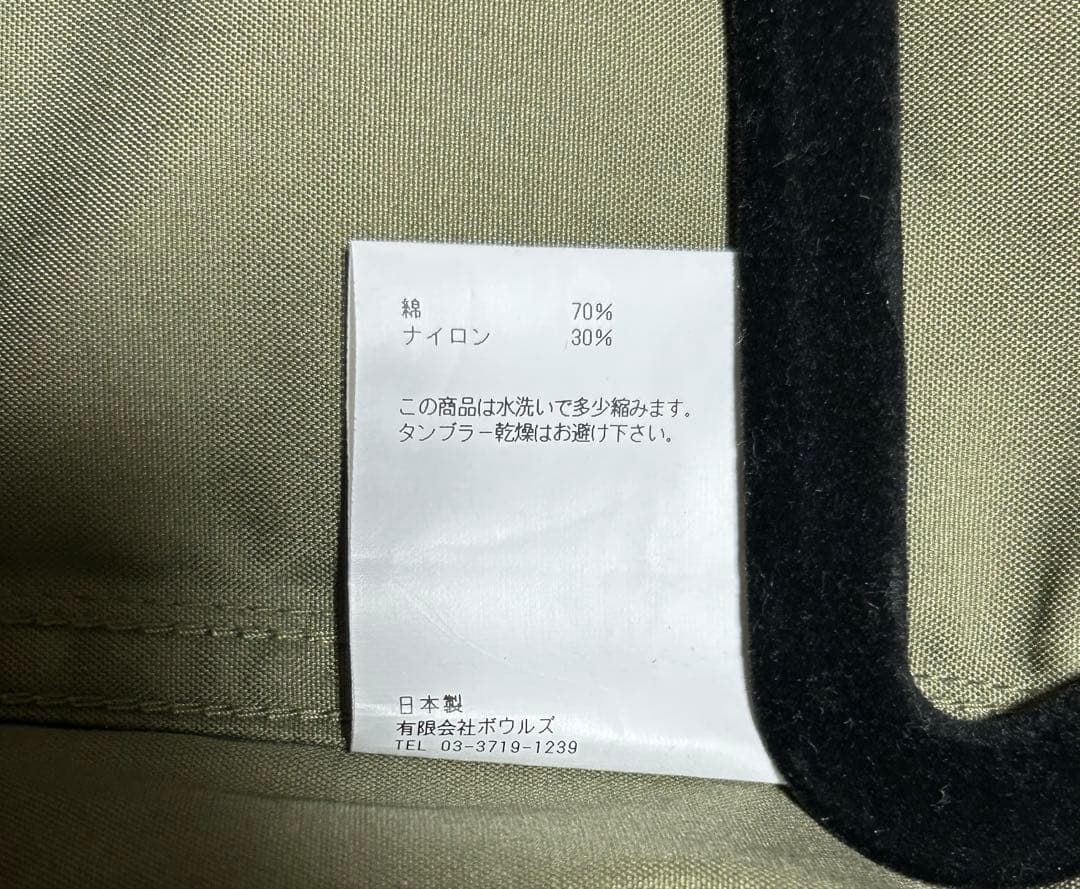 綿 70%
ナイロン 30%
この商品は水洗いで多少縮みます。
タンブラー乾燥はお避け下さい。
日本製
有限会社ボウルズ
TEL 03-3719-1239